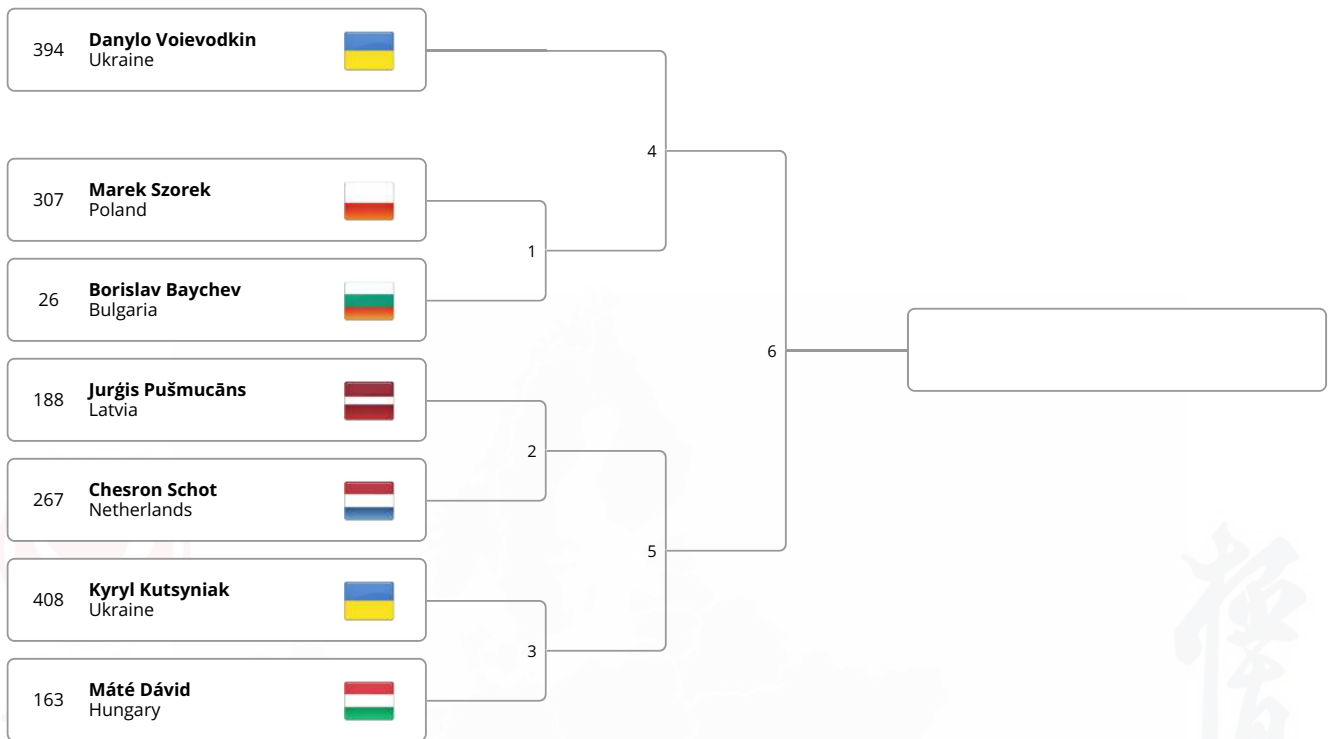 394 Danylo Voievodkin
Ukraine
4
307 Marek Szorek
Poland
1
26 Borislav Baychev
Bulgaria
6
188 Jurģis Pušmucāns
Latvia
2
267 Chesron Schot
Netherlands
5
408 Kyryl Kutsyniak
Ukraine
3
163 Máté Dávid
Hungary